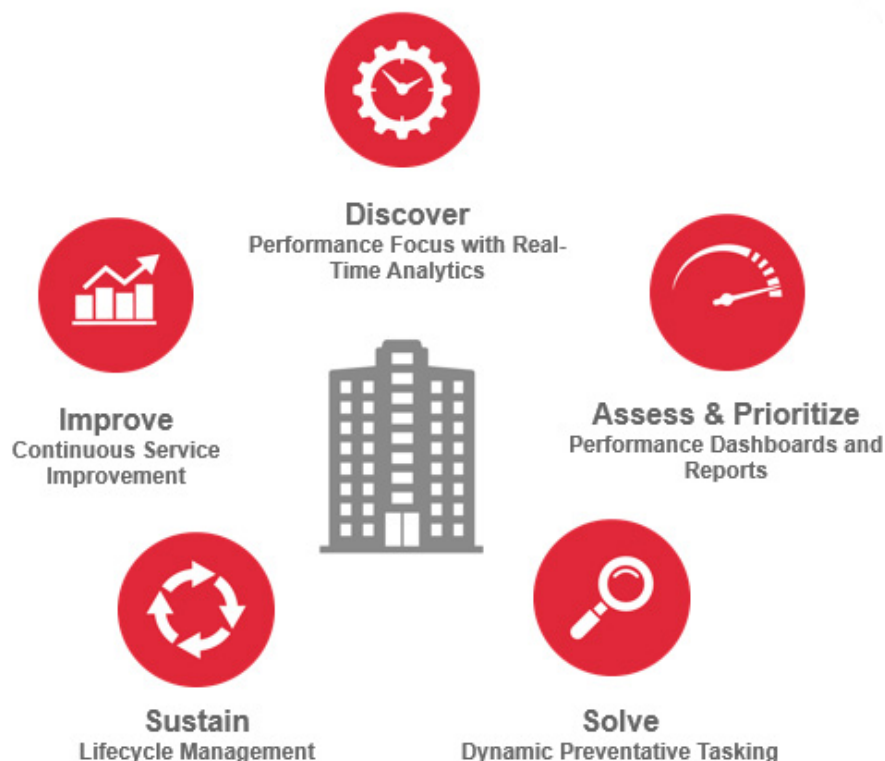 Discover
Performance Focus with Real-
Time Analytics
Assess & Prioritize
Performance Dashboards and
Reports
Solve
Dynamic Preventative Tasking
Sustain
Lifecycle Management
Improve
Continuous Service
Improvement